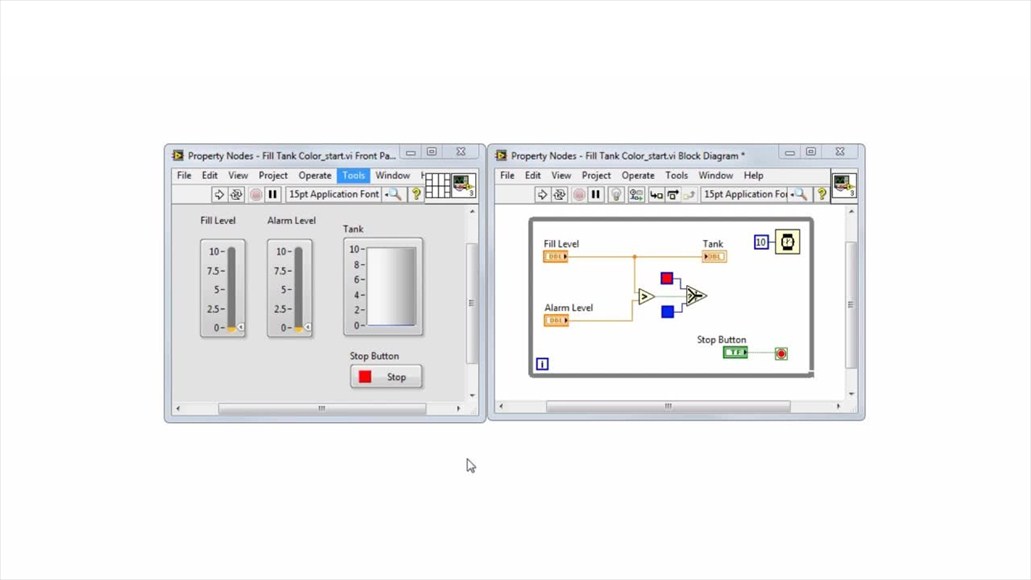 Property Nodes - Fill Tank Color_start.vi Front Pa...
File Edit View Project Operate Tools Window H
15pt Application Font
3
Fill Level
Alarm Level
Tank
10
7.5
5
2.5
0
10
7.5
5
2.5
0
10
8
6
4
2
0
Stop Button
Stop
Property Nodes - Fill Tank Color_start.vi Block Diagram *
File Edit View Project Operate Tools Window Help
15pt Application Fo
3
Fill Level
DBL
Tank
DBL
10
Alarm Level
DBL
>
Stop Button
TF
i